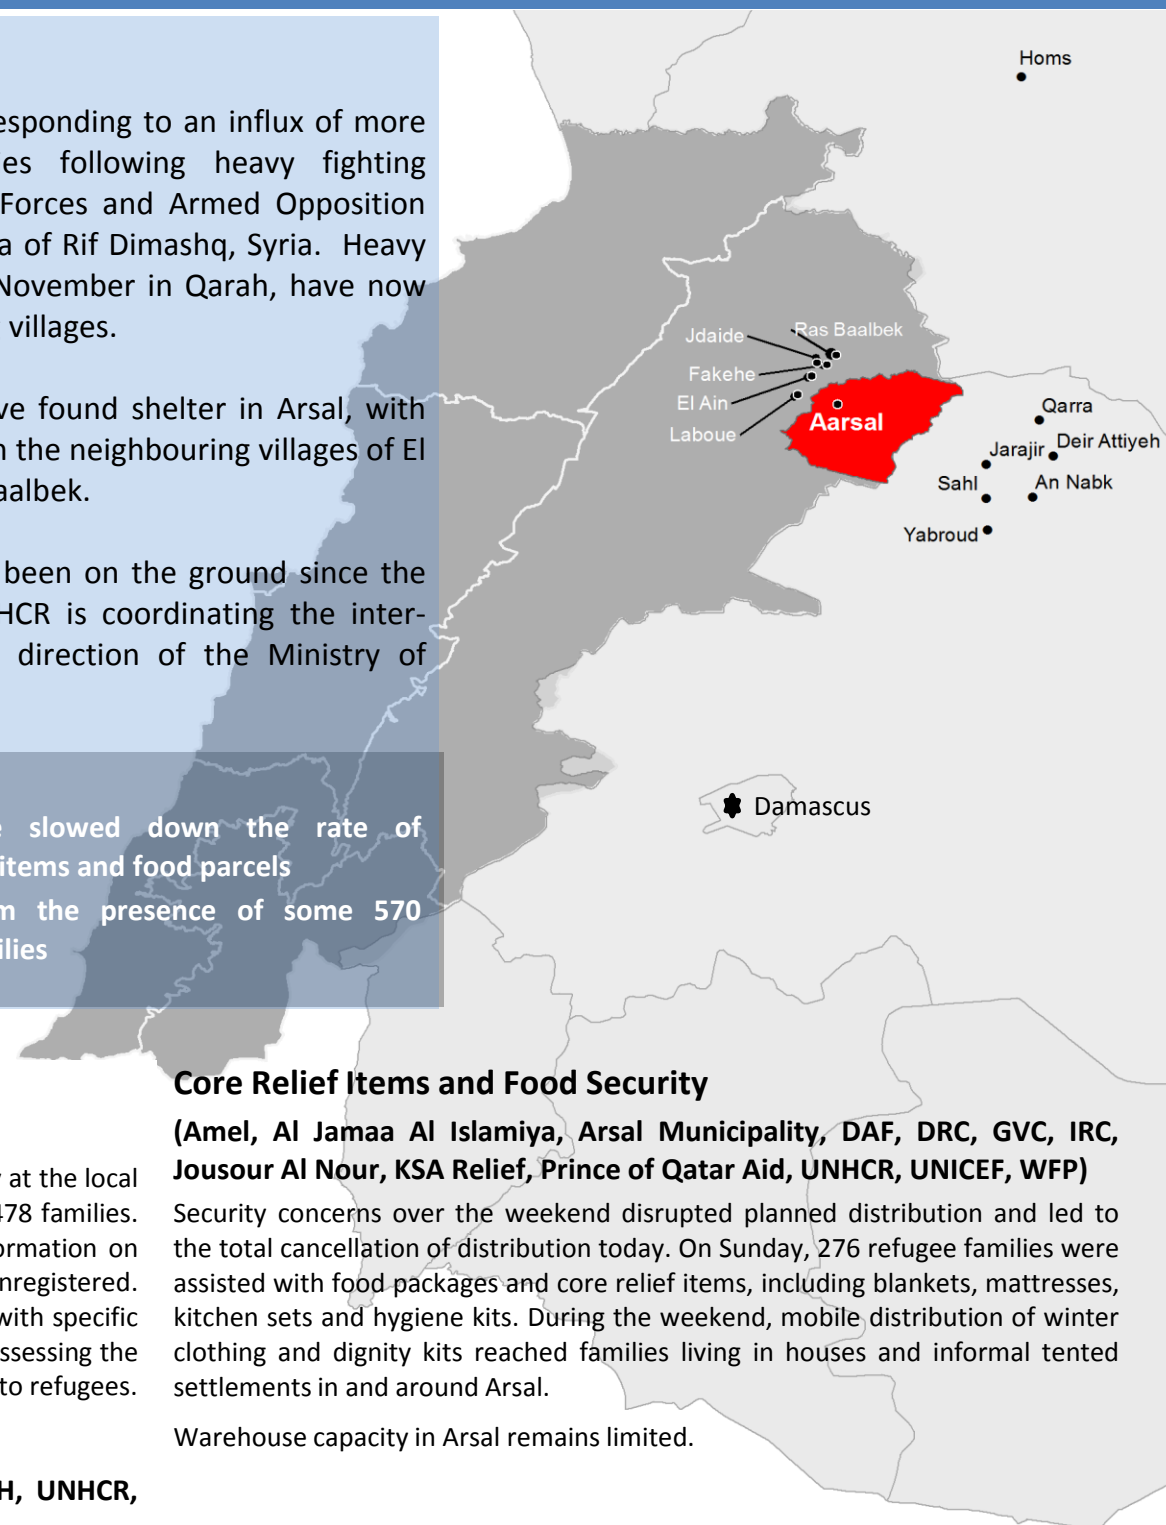 esponding to an influx of more
ies following heavy fighting
Forces and Armed Opposition
a of Rif Dimashq, Syria. Heavy
November in Qarah, have now
villages.
ve found shelter in Arsal, with
n the neighbouring villages of El
aalbek.
been on the ground since the
HCR is coordinating the inter-
direction of the Ministry of
e slowed down the rate of
items and food parcels
m the presence of some 570
ilies
Homs
Jdaide
Ras Baalbek
Fakehe
El Ain
Laboue
Aarsal
Qarra
Jarajir
Deir Attiyeh
Sahl
An Nabk
Yabroud
Damascus
y at the local
478 families.
ormation on
nregistered.
with specific
ssessing the
to refugees.
H, UNHCR,
Core Relief Items and Food Security
(Amel, Al Jamaa Al Islamiya, Arsal Municipality, DAF, DRC, GVC, IRC,
Jousour Al Nour, KSA Relief, Prince of Qatar Aid, UNHCR, UNICEF, WFP)
Security concerns over the weekend disrupted planned distribution and led to
the total cancellation of distribution today. On Sunday, 276 refugee families were
assisted with food packages and core relief items, including blankets, mattresses,
kitchen sets and hygiene kits. During the weekend, mobile distribution of winter
clothing and dignity kits reached families living in houses and informal tented
settlements in and around Arsal.
Warehouse capacity in Arsal remains limited.